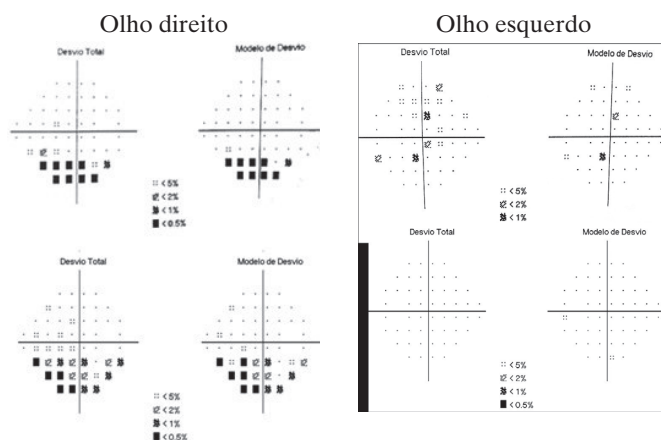 Olho direito
Olho esquerdo
Desvio Total
Modelo de Desvio
< 5%
< 2%
< 1%
< 0.5%
Desvio Total
Modelo de Desvio
< 5%
< 2%
< 1%
< 0.5%
Desvio Total
Modelo de Desvio
< 5%
< 2%
< 1%
Desvio Total
Modelo de Desvio
< 5%
< 2%
< 1%
< 0.5%